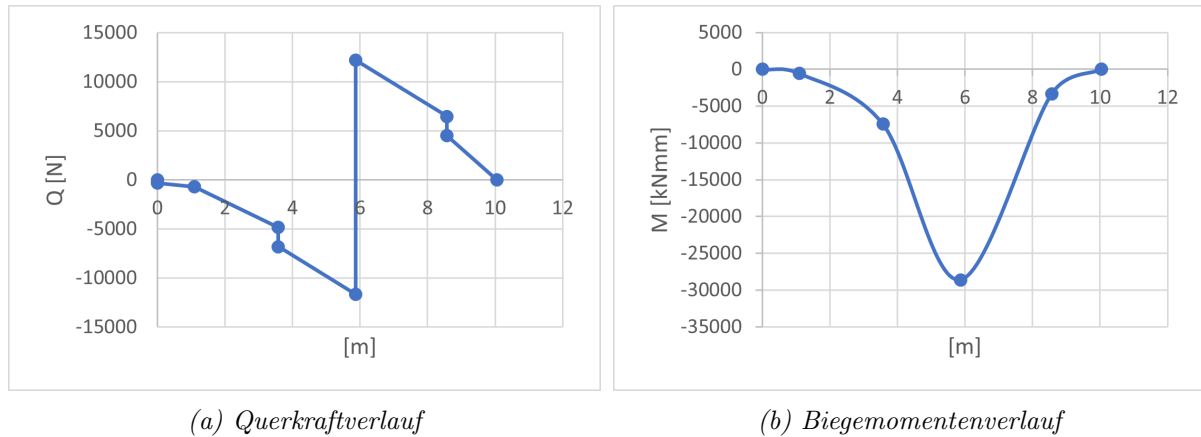 15000
10000
5000
0
-5000
-10000
-15000
0 2 4 6 8 10 12
Q [N]
[m]
5000
0
-5000
-10000
-15000
-20000
-25000
-30000
-35000
0 2 4 6 8 10 12
M [kNmm]
[m]
(a) Querkraftverlauf
(b) Biegemomentenverlauf